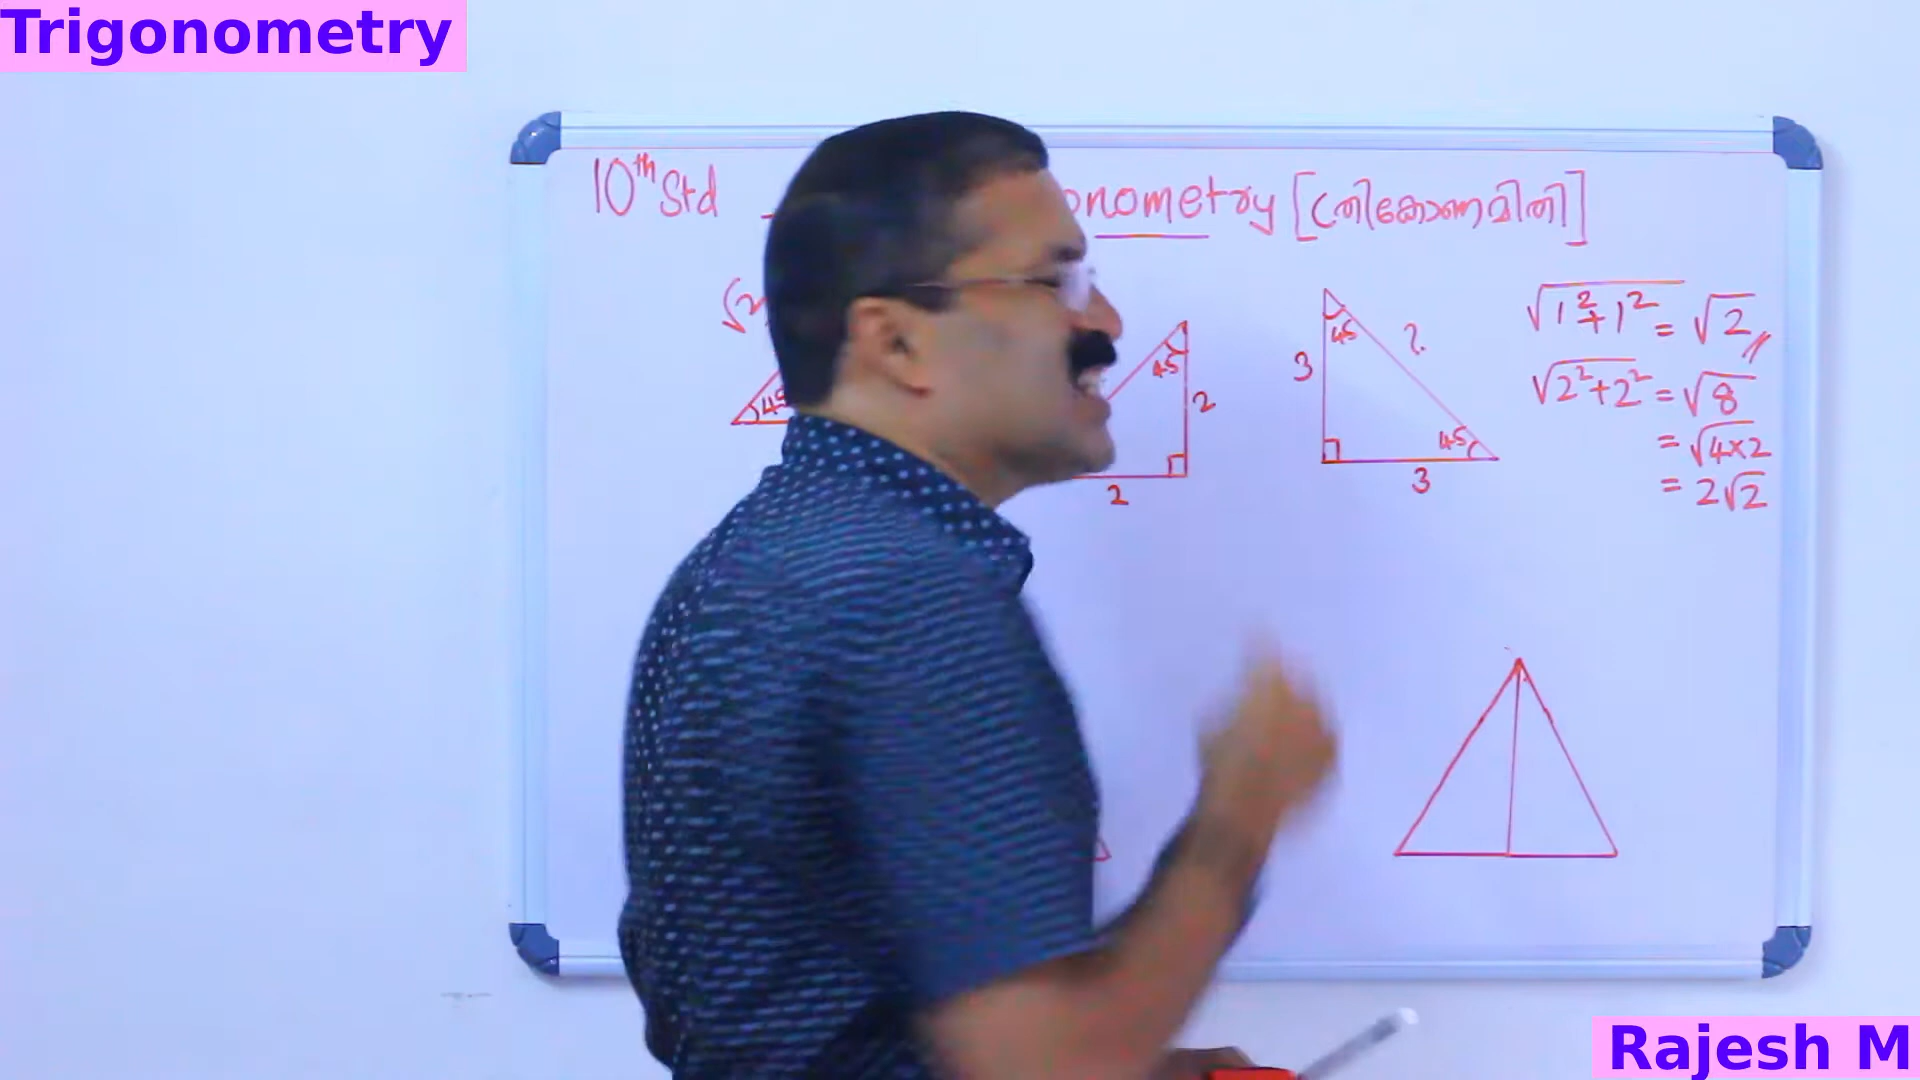 Trigonometry
10th Std
onometry [ത്രികോണമിതി]
√2
45
45
2
2
45
?
3
45
3
√1²+1² = √2
√2²+2² = √8
= √4×2
= 2√2
Rajesh M